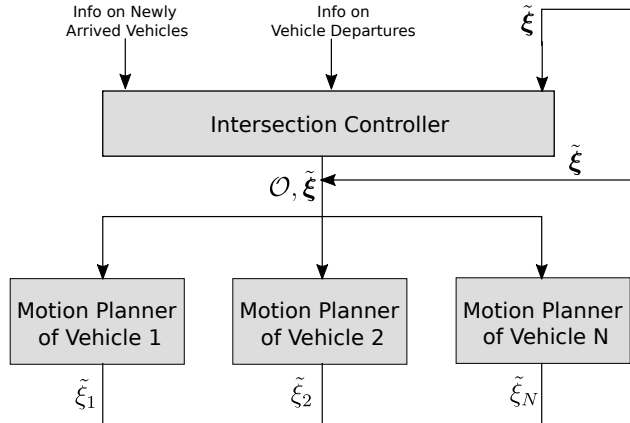 Info on Newly
Arrived Vehicles
Info on
Vehicle Departures
ξ̃
Intersection Controller
ξ̃
𝒪, ξ̃
Motion Planner
of Vehicle 1
Motion Planner
of Vehicle 2
Motion Planner
of Vehicle N
ξ̃₁
ξ̃₂
ξ̃_N